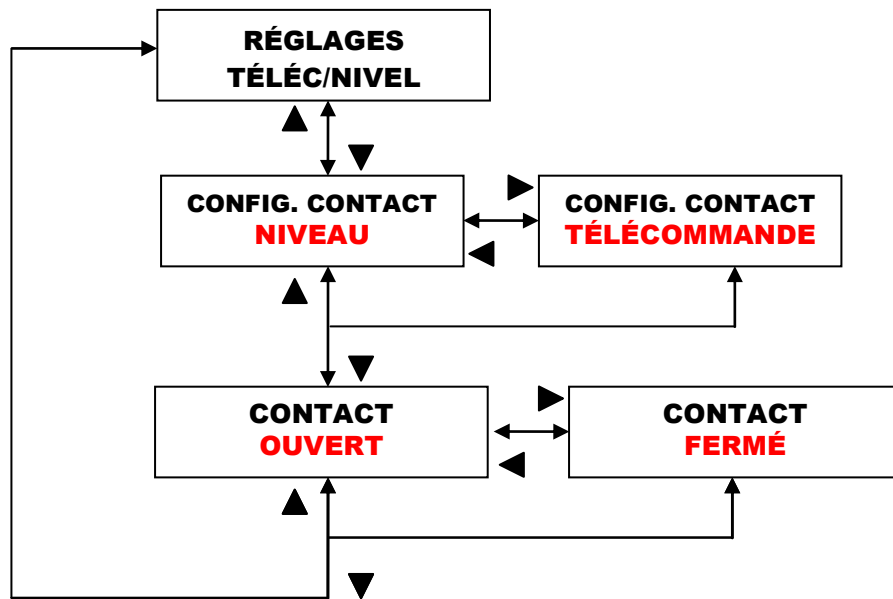 RÉGLAGES
TÉLÉC/NIVEL
CONFIG. CONTACT
NIVEAU
CONFIG. CONTACT
TÉLÉCOMMANDE
CONTACT
OUVERT
CONTACT
FERMÉ